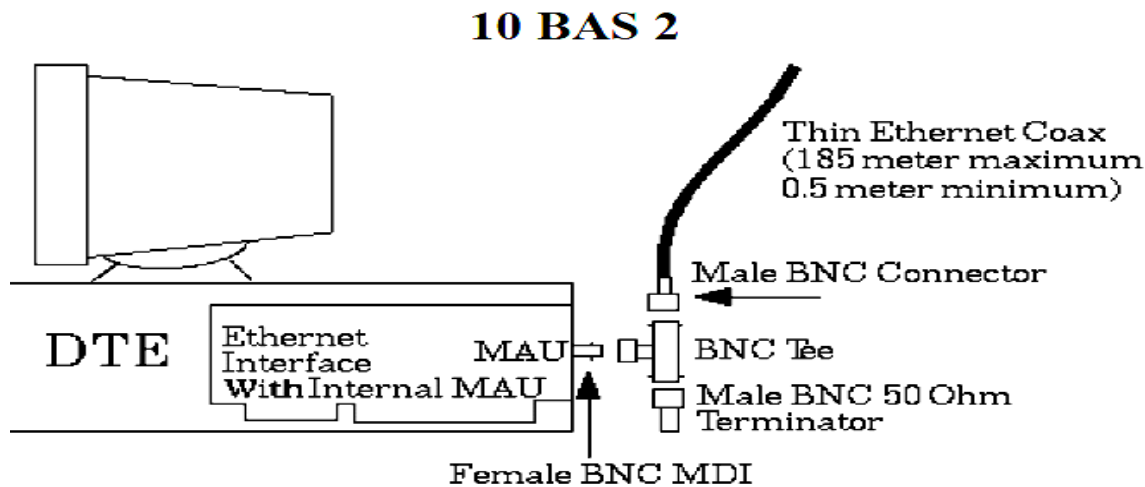 10 BAS 2
Thin Ethernet Coax
(185 meter maximum
0.5 meter minimum)
Male BNC Connector
DTE
Ethernet
Interface
With Internal MAU
MAU
BNC Tee
Male BNC 50 Ohm
Terminator
Female BNC MDI